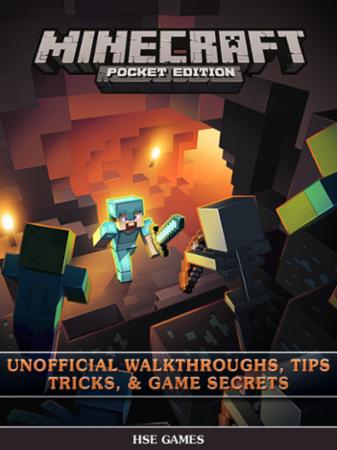 MINECRAFT
POCKET EDITION
UNOFFICIAL WALKTHROUGHS, TIPS
TRICKS, & GAME SECRETS
HSE GAMES